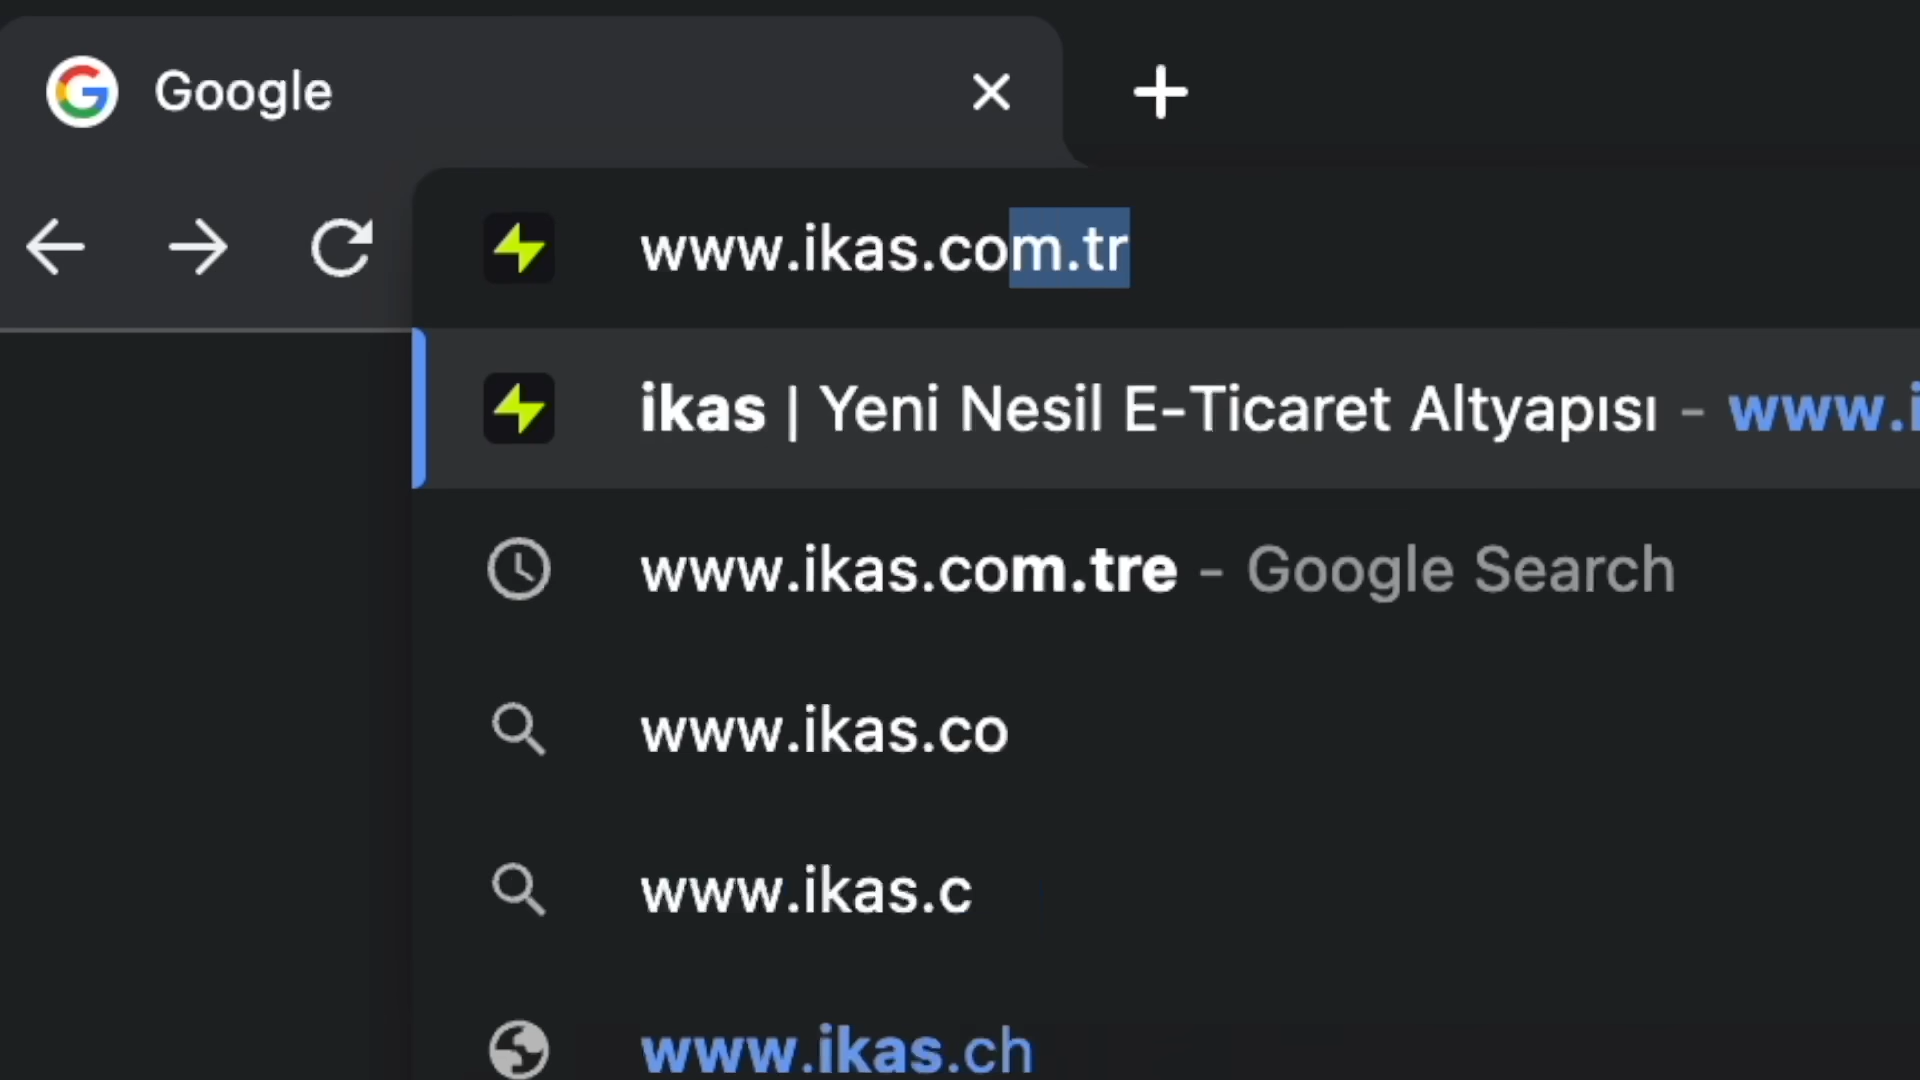 Google
www.ikas.com.tr
ikas | Yeni Nesil E-Ticaret Altyapısı - www.i
www.ikas.com.tre - Google Search
www.ikas.co
www.ikas.c
www.ikas.ch